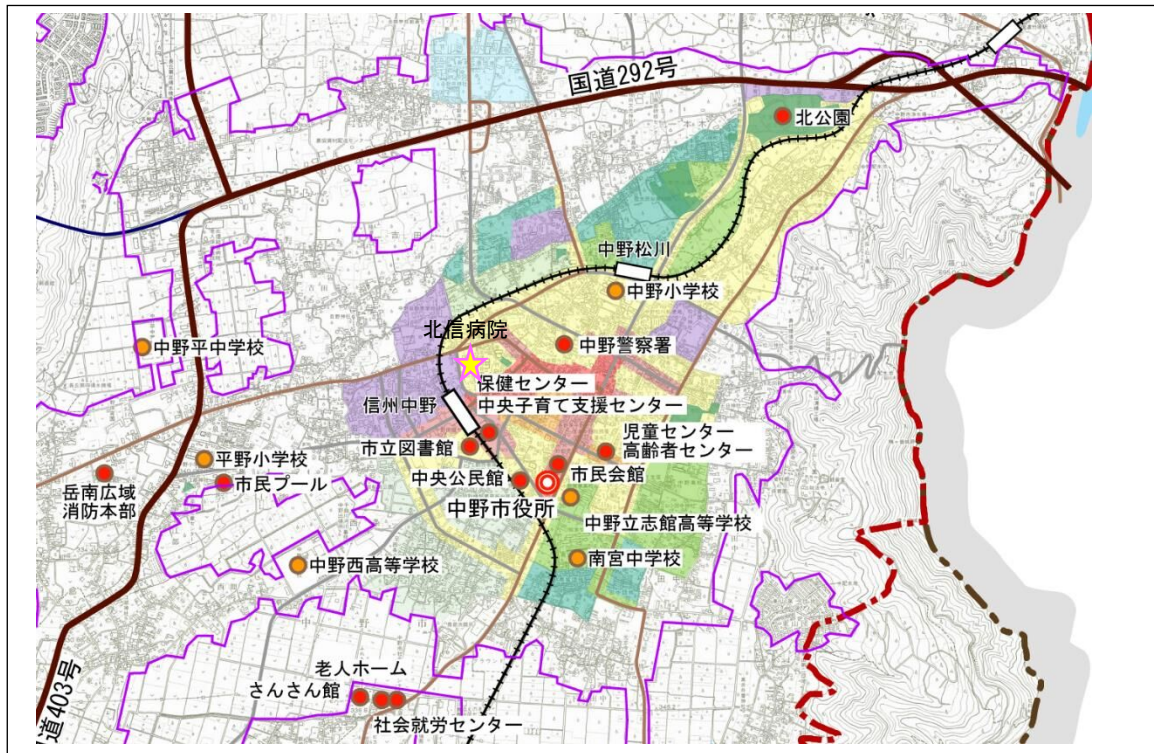 国道292号
北公園
中野松川
中野小学校
北信病院
中野警察署
中野平中学校
保健センター
中央子育て支援センター
信州中野
児童センター
高齢者センター
市立図書館
平野小学校
市民会館
中央公民館
市民プール
岳南広域
消防本部
中野市役所
中野立志館高等学校
南宮中学校
中野西高等学校
老人ホーム
さんさん館
社会就労センター
道403号